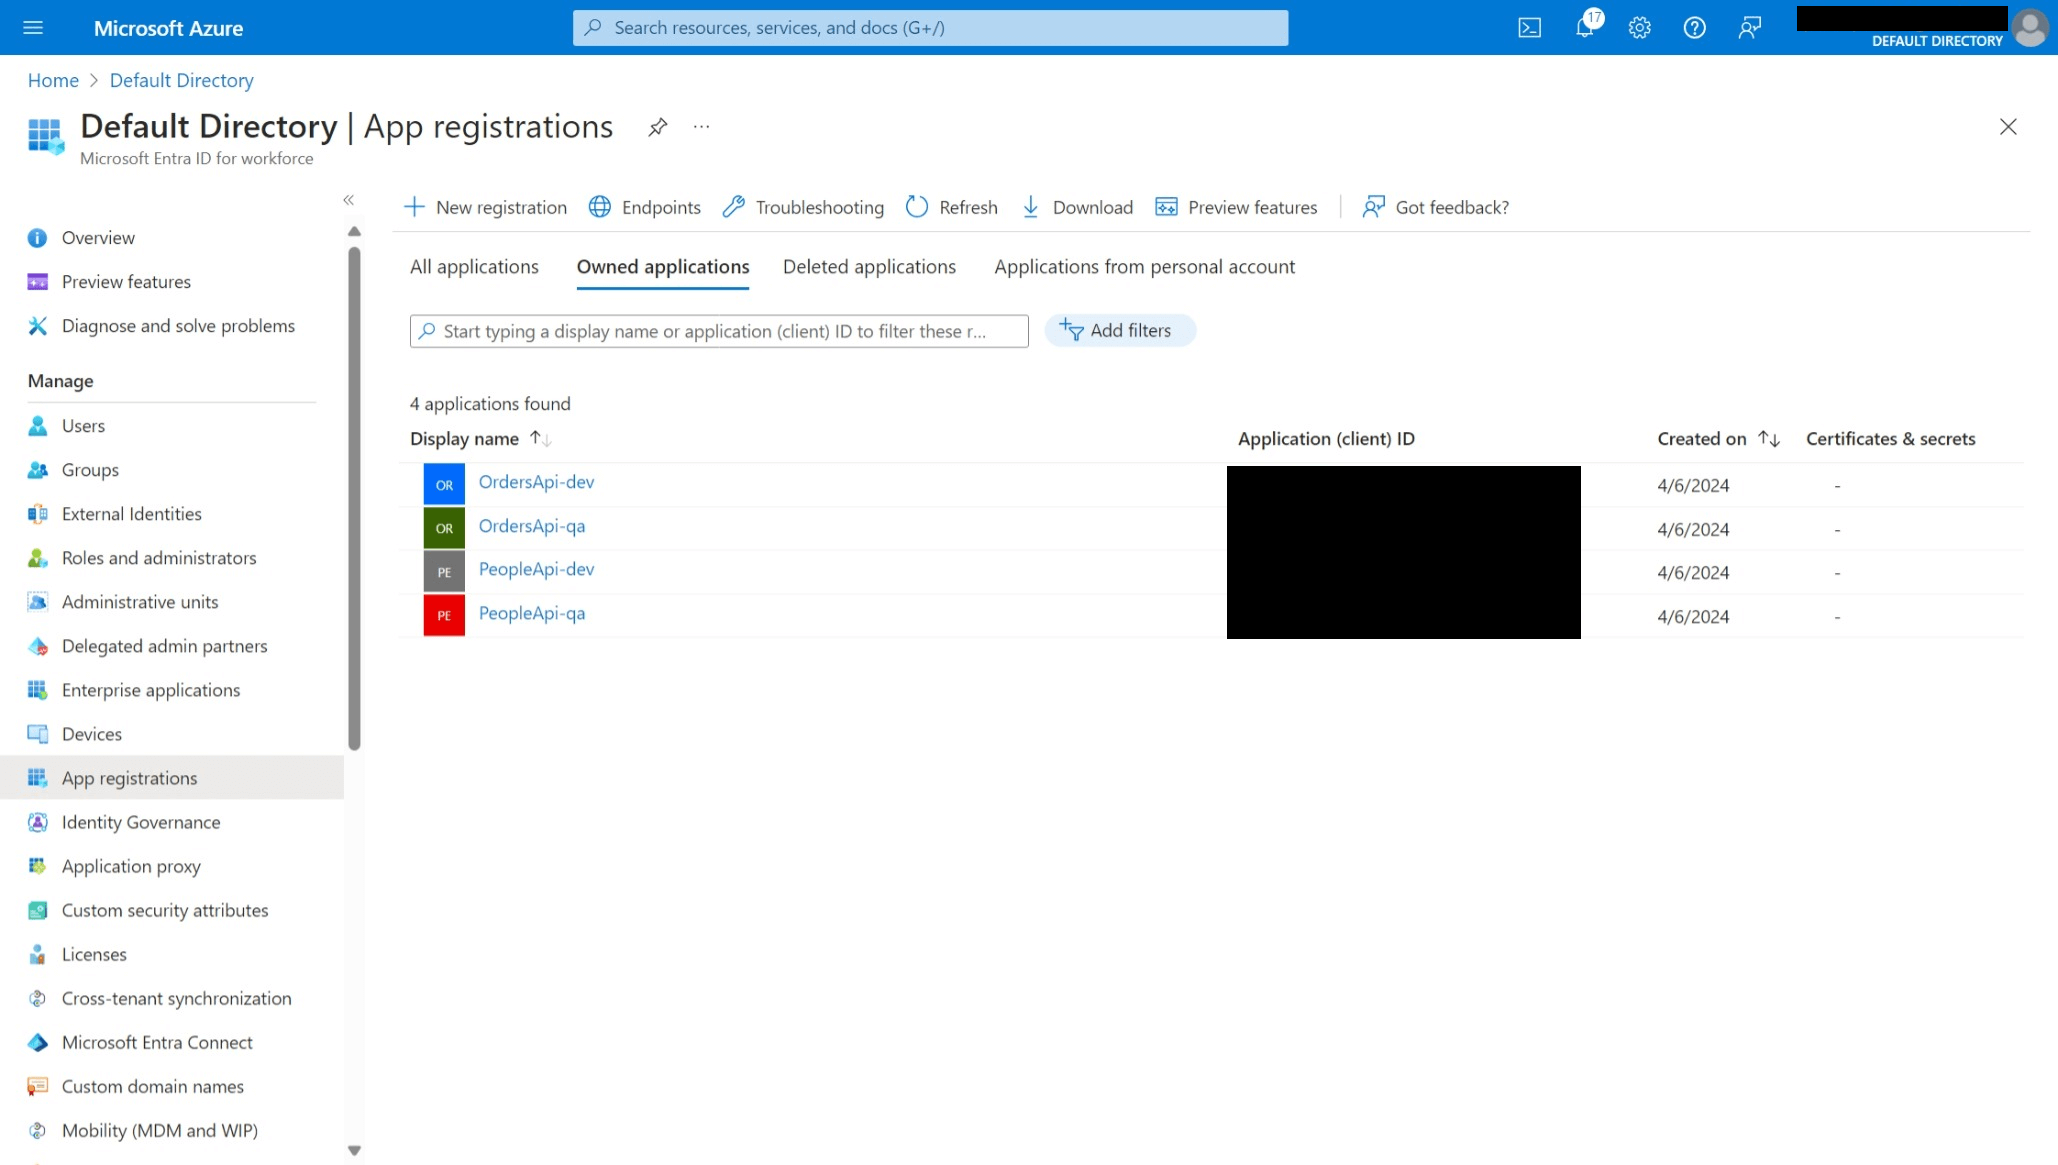 Microsoft Azure
Search resources, services, and docs (G+/)
17
DEFAULT DIRECTORY
Home > Default Directory
Default Directory | App registrations
Microsoft Entra ID for workforce
Overview
Preview features
Diagnose and solve problems
Manage
Users
Groups
External Identities
Roles and administrators
Administrative units
Delegated admin partners
Enterprise applications
Devices
App registrations
Identity Governance
Application proxy
Custom security attributes
Licenses
Cross-tenant synchronization
Microsoft Entra Connect
Custom domain names
Mobility (MDM and WIP)
New registration Endpoints Troubleshooting Refresh Download Preview features Got feedback?
All applications Owned applications Deleted applications Applications from personal account
Start typing a display name or application (client) ID to filter these r... Add filters
4 applications found
Display name Application (client) ID Created on Certificates & secrets
OR OrdersApi-dev 4/6/2024 -
OR OrdersApi-qa 4/6/2024 -
PE PeopleApi-dev 4/6/2024 -
PE PeopleApi-qa 4/6/2024 -